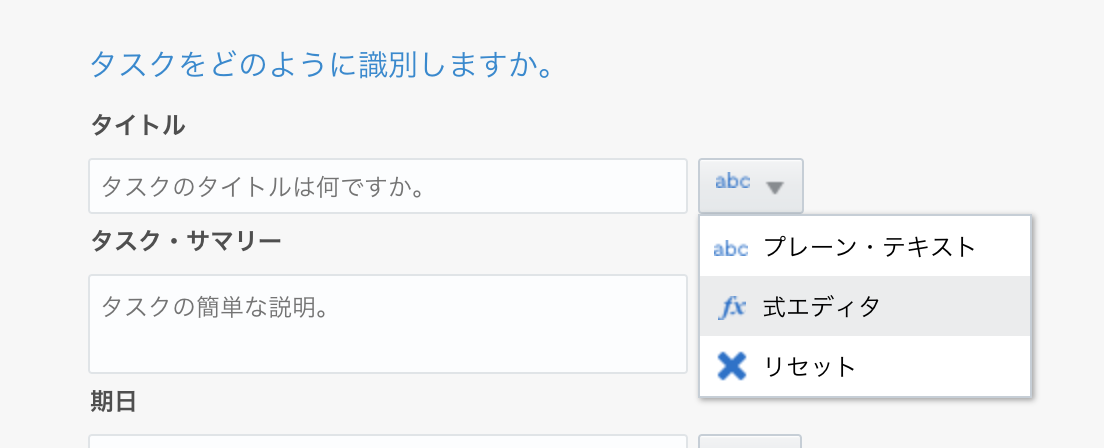 タスクをどのように識別しますか。
タイトル
タスクのタイトルは何ですか。
abc
abc プレーン・テキスト
タスク・サマリー
タスクの簡単な説明。
fx 式エディタ
リセット
期日